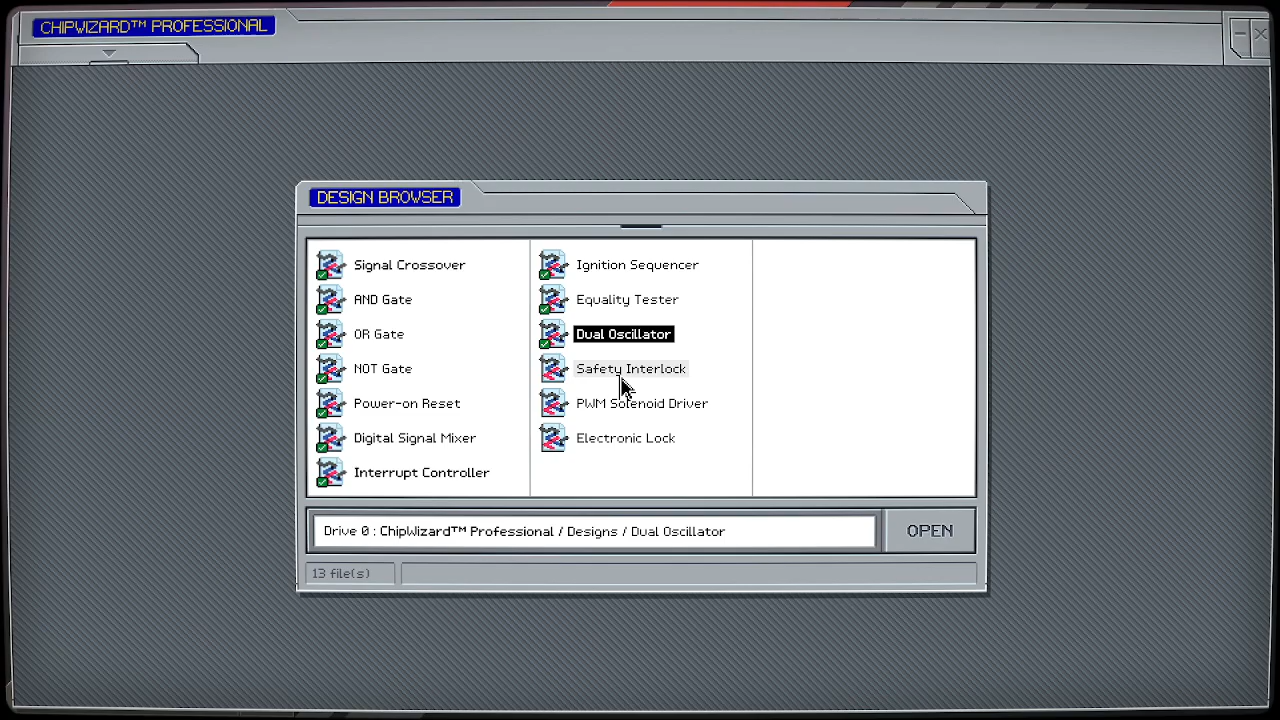 CHIPWIZARD™ PROFESSIONAL
DESIGN BROWSER
Signal Crossover
AND Gate
OR Gate
NOT Gate
Power-on Reset
Digital Signal Mixer
Interrupt Controller
Ignition Sequencer
Equality Tester
Dual Oscillator
Safety Interlock
PWM Solenoid Driver
Electronic Lock
Drive 0 : ChipWizard™ Professional / Designs / Dual Oscillator
OPEN
13 file(s)